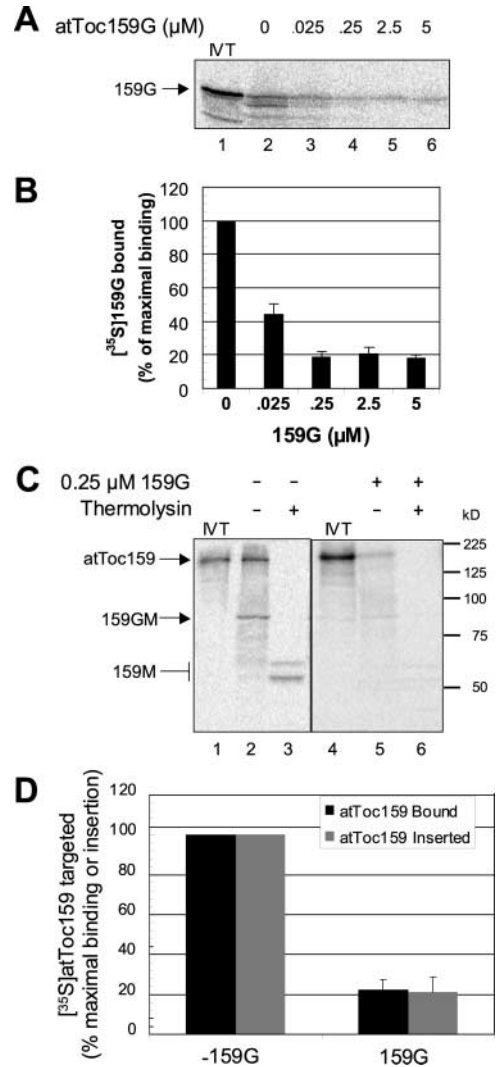 A
atToc159G (μM) 0 .025 .25 2.5 5
IVT
159G
1 2 3 4 5 6
B
120
100
80
60
40
20
0
[35S]159G bound
(% of maximal binding)
0 .025 .25 2.5 5
159G (μM)
C
0.25 μM 159G - - + +
Thermolysin - + - +
IVT IVT kD
atToc159
159GM
159M
225
125
100
75
50
1 2 3 4 5 6
D
120
100
80
60
40
20
0
[35S]atToc159 targeted
(% maximal binding or insertion)
atToc159 Bound
atToc159 Inserted
-159G 159G